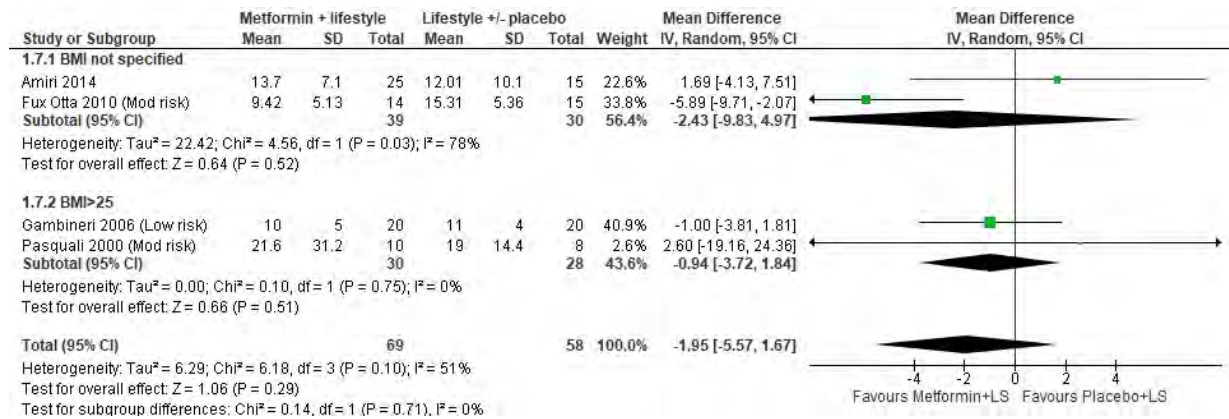 Metformin + lifestyle Lifestyle +/- placebo Mean Difference Mean Difference
Study or Subgroup Mean SD Total Mean SD Total Weight IV, Random, 95% CI IV, Random, 95% CI
1.7.1 BMI not specified
Amiri 2014 13.7 7.1 25 12.01 10.1 15 22.6% 1.69 [-4.13, 7.51]
Fux Otta 2010 (Mod risk) 9.42 5.13 14 15.31 5.36 15 33.8% -5.89 [-9.71, -2.07]
Subtotal (95% CI) 39 30 56.4% -2.43 [-9.83, 4.97]
Heterogeneity: Tau² = 22.42; Chi² = 4.56, df = 1 (P = 0.03); I² = 78%
Test for overall effect: Z = 0.64 (P = 0.52)
1.7.2 BMI>25
Gambineri 2006 (Low risk) 10 5 20 11 4 20 40.9% -1.00 [-3.81, 1.81]
Pasquali 2000 (Mod risk) 21.6 31.2 10 19 14.4 8 2.6% 2.60 [-19.16, 24.36]
Subtotal (95% CI) 30 28 43.6% -0.94 [-3.72, 1.84]
Heterogeneity: Tau² = 0.00; Chi² = 0.10, df = 1 (P = 0.75); I² = 0%
Test for overall effect: Z = 0.66 (P = 0.51)
Total (95% CI) 69 58 100.0% -1.95 [-5.57, 1.67]
Heterogeneity: Tau² = 6.29; Chi² = 6.18, df = 3 (P = 0.10); I² = 51%
Test for overall effect: Z = 1.06 (P = 0.29)
Test for subgroup differences: Chi² = 0.14, df = 1 (P = 0.71), I² = 0%
-4 -2 0 2 4
Favours Metformin+LS Favours Placebo+LS